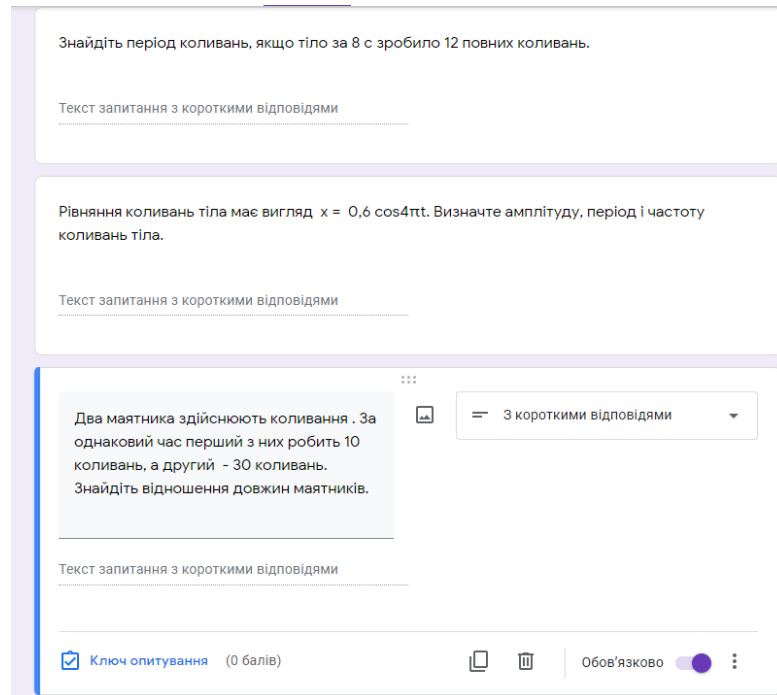 Знайдіть період коливань, якщо тіло за 8 с зробило 12 повних коливань.
Текст запитання з короткими відповідями
Рівняння коливань тіла має вигляд  x =  0,6 cos4πt. Визначте амплітуду, період і частоту
коливань тіла.
Текст запитання з короткими відповідями
Два маятника здійснюють коливання . За
однаковий час перший з них робить 10
коливань, а другий  - 30 коливань.
Знайдіть відношення довжин маятників.
З короткими відповідями
Текст запитання з короткими відповідями
Ключ опитування (0 балів)
Обов'язково